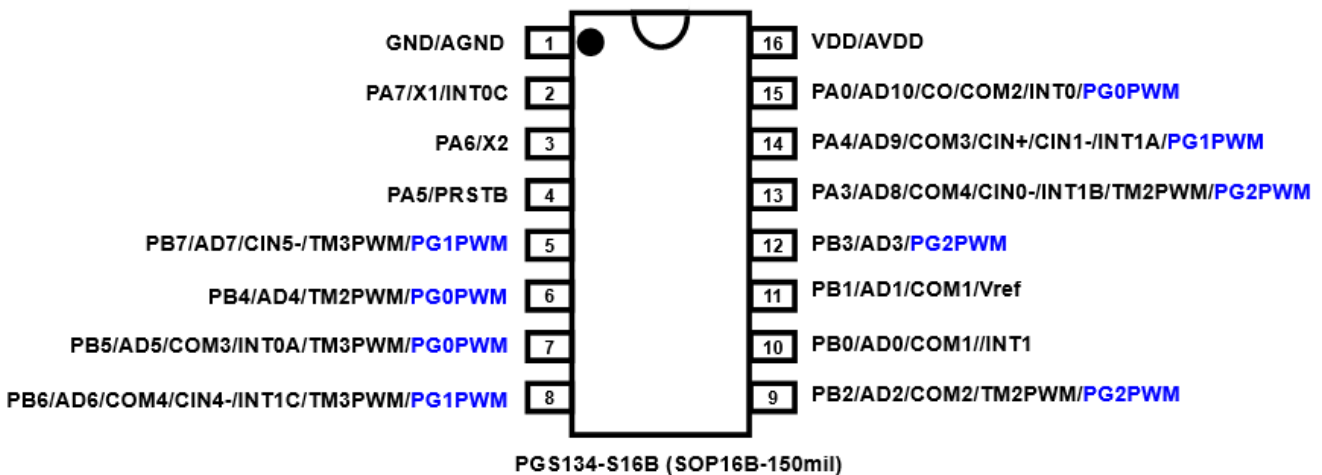 GND/AGND 1 16 VDD/AVDD
PA7/X1/INT0C 2 15 PA0/AD10/CO/COM2/INT0/PG0PWM
PA6/X2 3 14 PA4/AD9/COM3/CIN+/CIN1-/INT1A/PG1PWM
PA5/PRSTB 4 13 PA3/AD8/COM4/CIN0-/INT1B/TM2PWM/PG2PWM
PB7/AD7/CIN5-/TM3PWM/PG1PWM 5 12 PB3/AD3/PG2PWM
PB4/AD4/TM2PWM/PG0PWM 6 11 PB1/AD1/COM1/Vref
PB5/AD5/COM3/INT0A/TM3PWM/PG0PWM 7 10 PB0/AD0/COM1//INT1
PB6/AD6/COM4/CIN4-/INT1C/TM3PWM/PG1PWM 8 9 PB2/AD2/COM2/TM2PWM/PG2PWM
PGS134-S16B (SOP16B-150mil)